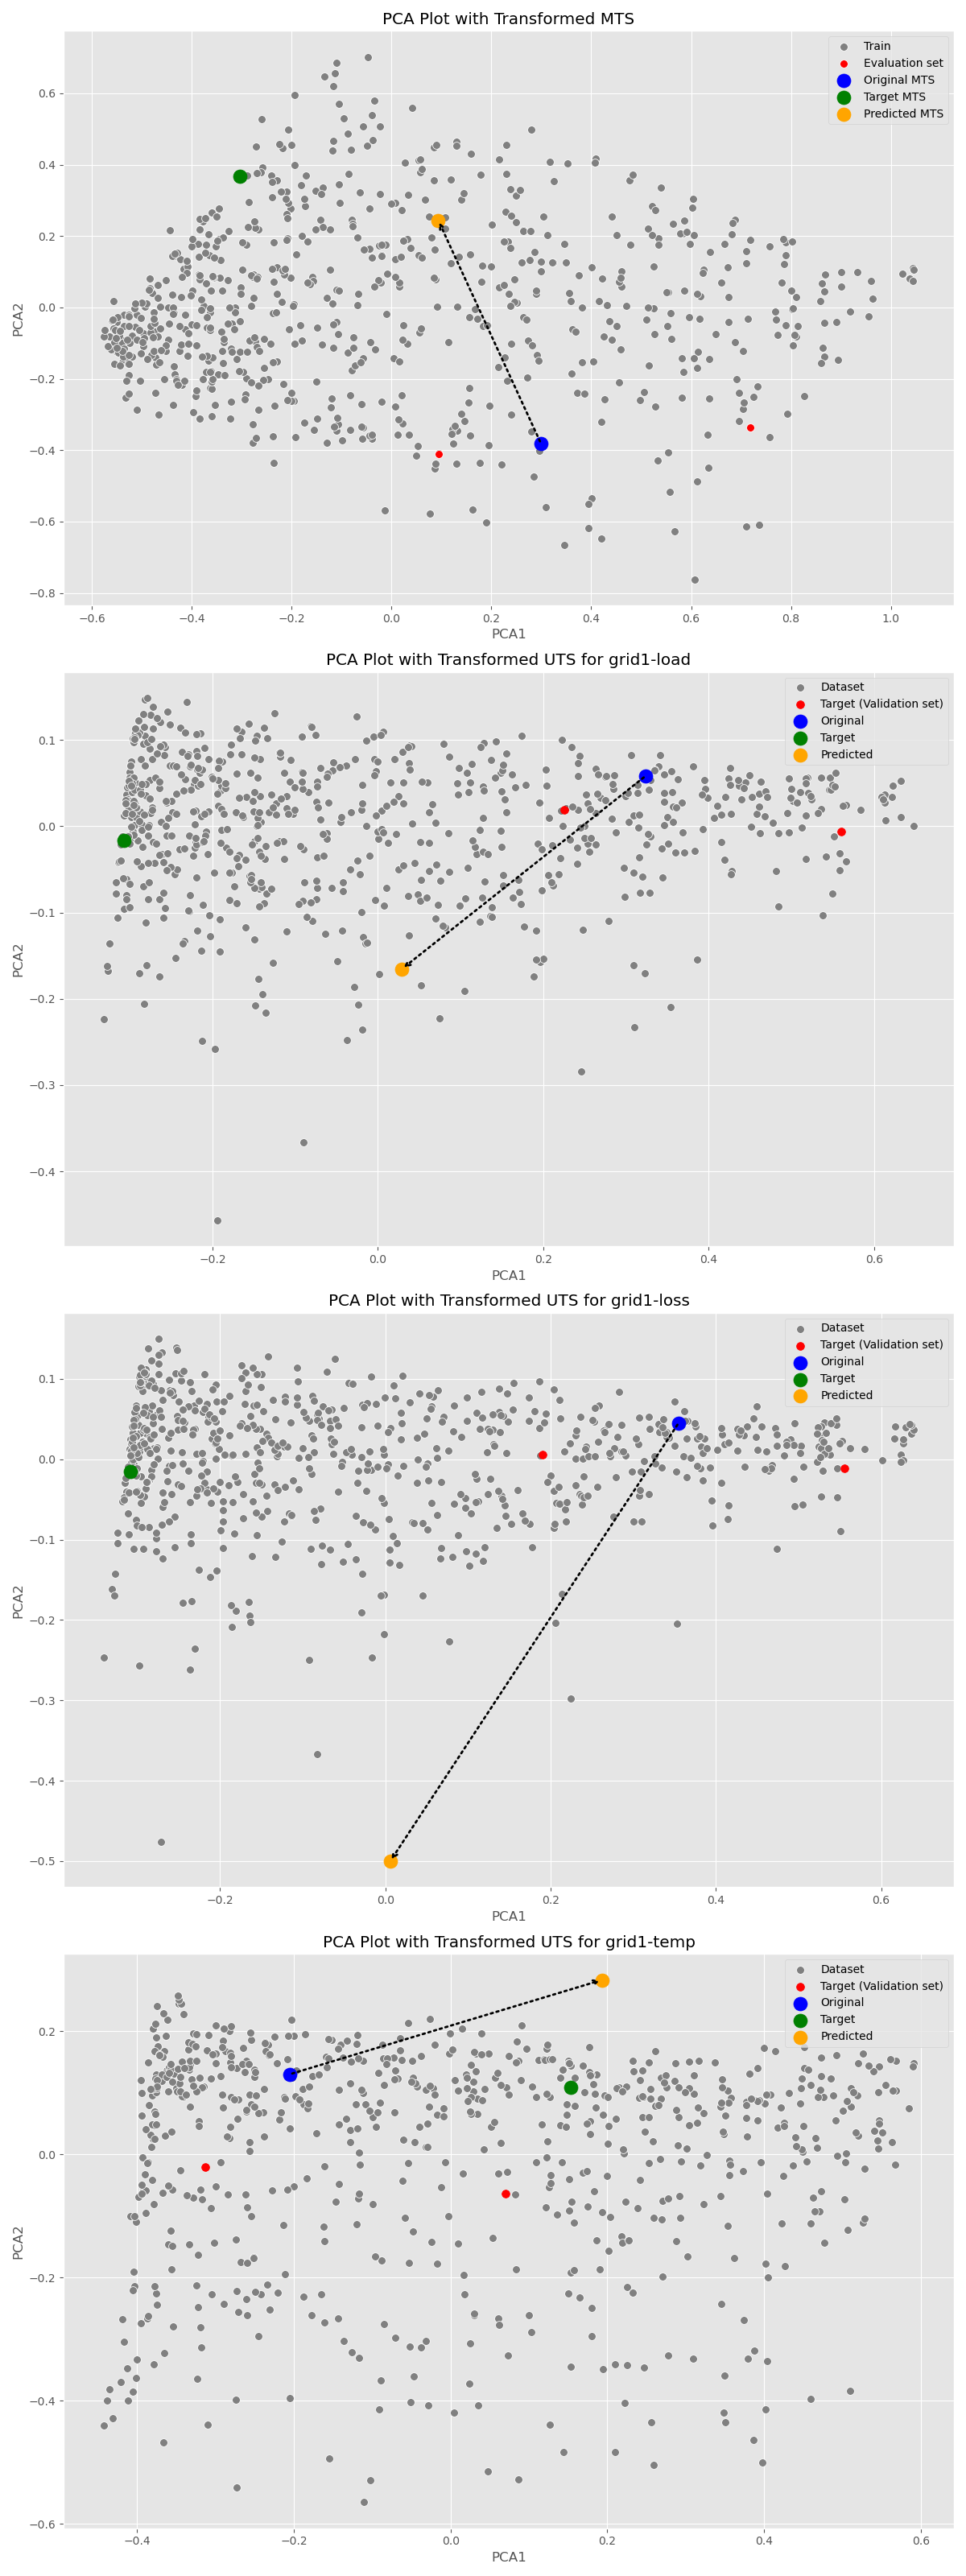 PCA Plot with Transformed MTS
Train
Evaluation set
Original MTS
Target MTS
Predicted MTS
0.6
0.4
0.2
0.0
−0.2
−0.4
−0.6
−0.8
PCA2
−0.6
−0.4
−0.2
0.0
0.2
0.4
0.6
0.8
1.0
PCA1
PCA Plot with Transformed UTS for grid1-load
Dataset
Target (Validation set)
Original
Target
Predicted
0.1
0.0
−0.1
−0.2
−0.3
−0.4
PCA2
−0.2
0.0
0.2
0.4
0.6
PCA1
PCA Plot with Transformed UTS for grid1-loss
Dataset
Target (Validation set)
Original
Target
Predicted
0.1
0.0
−0.1
−0.2
−0.3
−0.4
−0.5
PCA2
−0.2
0.0
0.2
0.4
0.6
PCA1
PCA Plot with Transformed UTS for grid1-temp
Dataset
Target (Validation set)
Original
Target
Predicted
0.2
0.0
−0.2
−0.4
−0.6
PCA2
−0.4
−0.2
0.0
0.2
0.4
0.6
PCA1